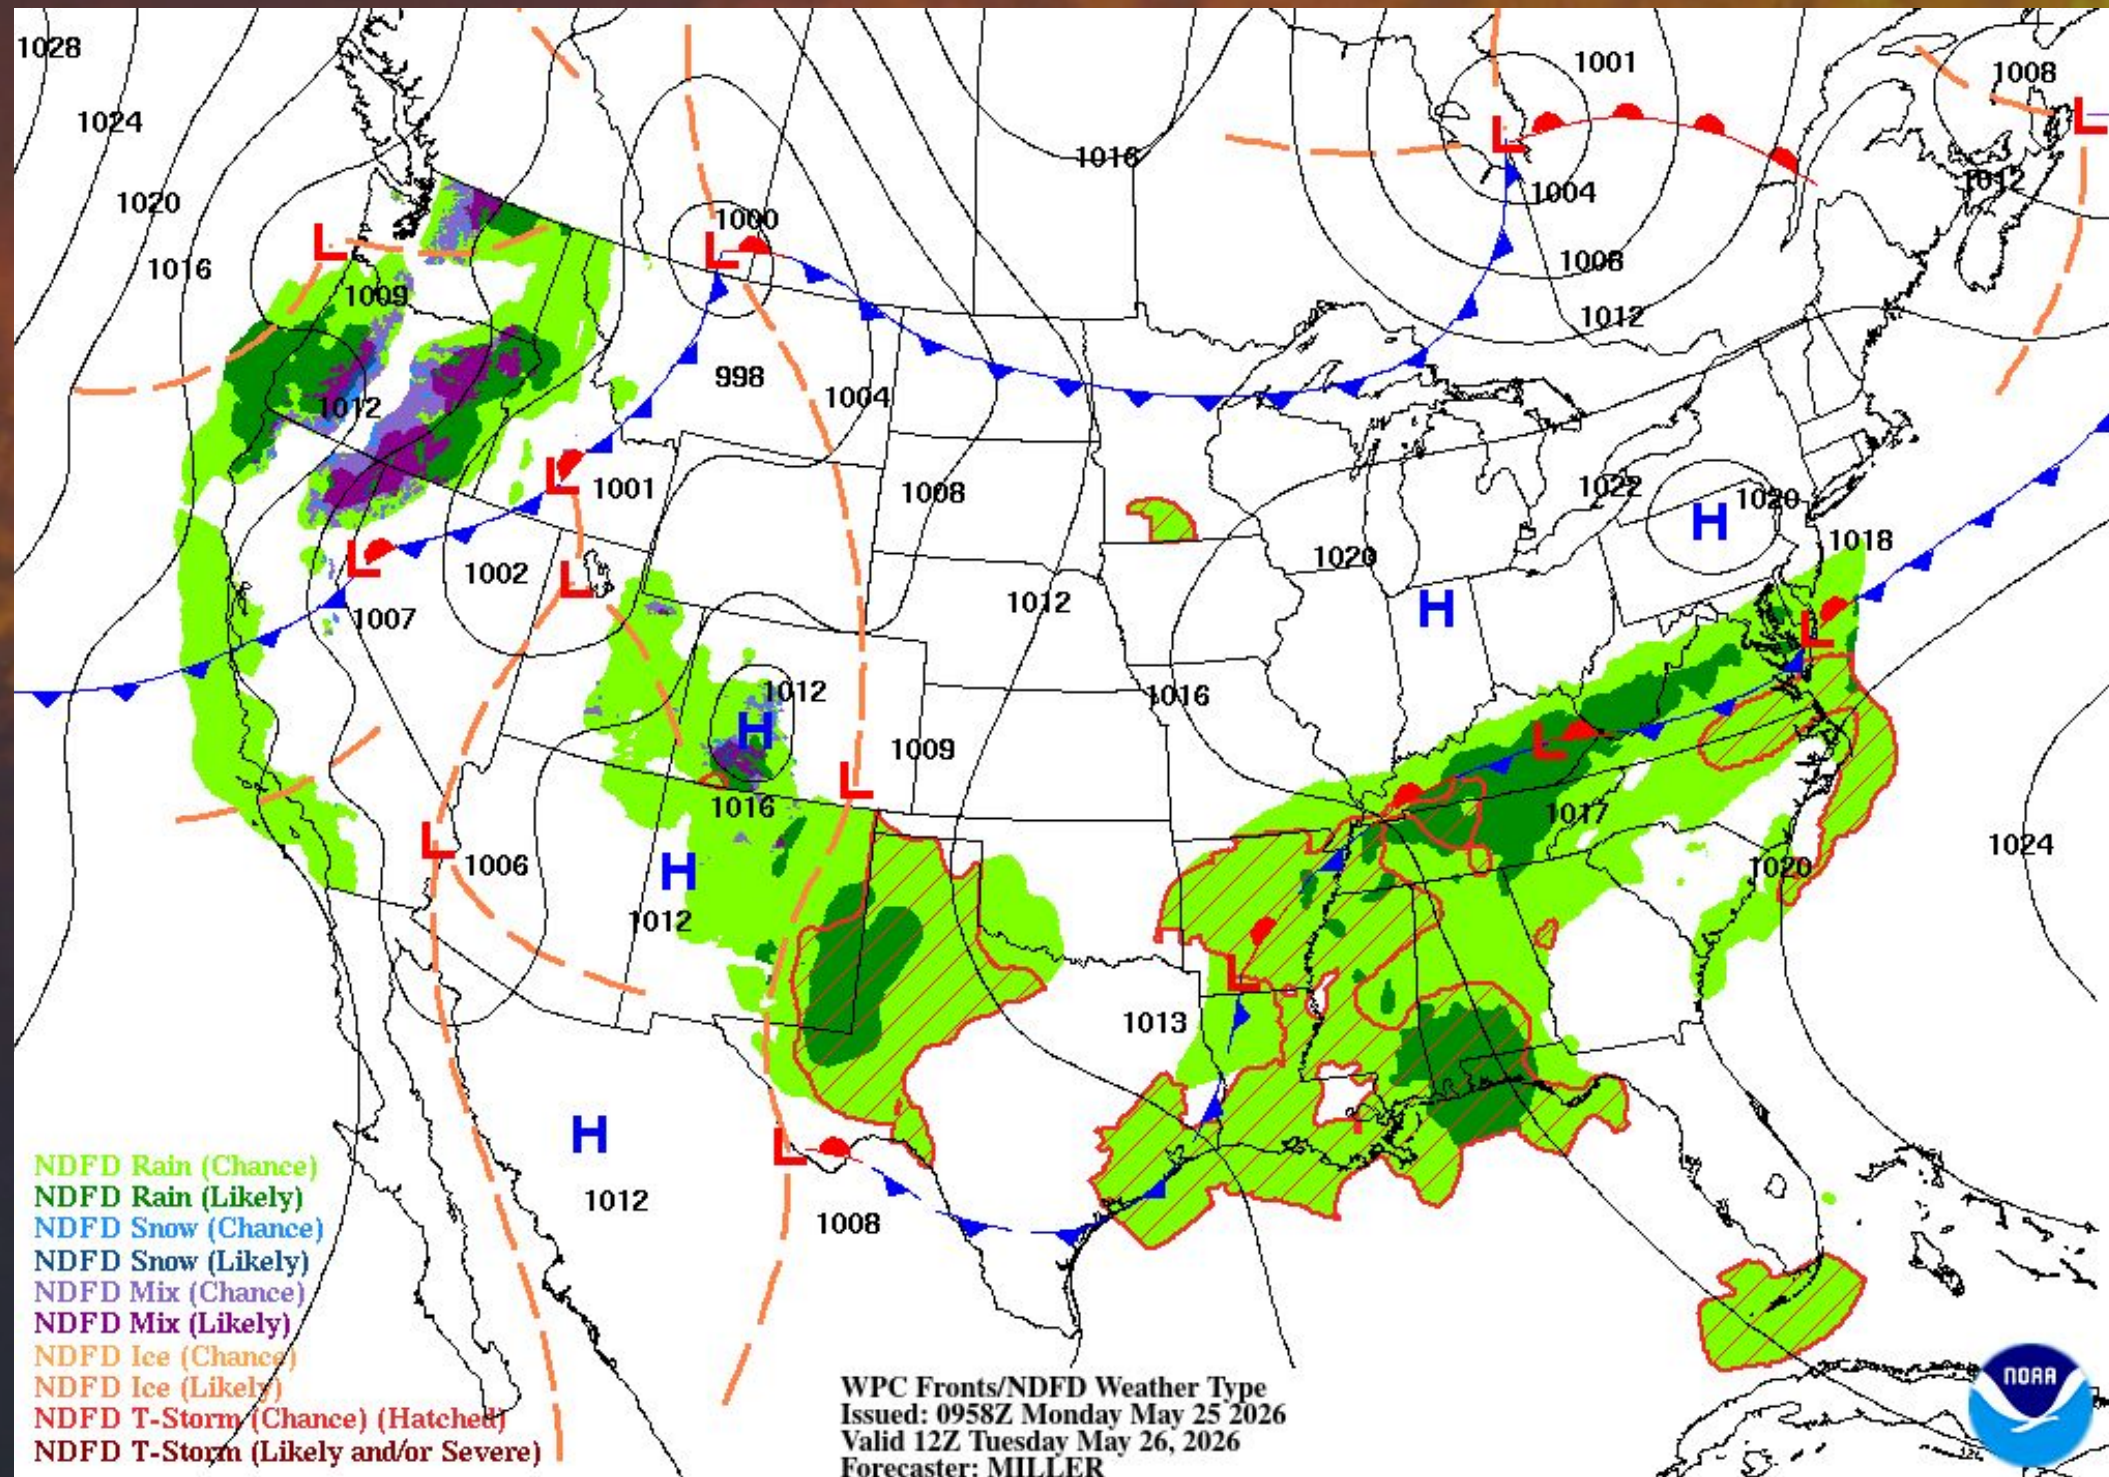 1028
1024
1020
1016
1009
1012
1007
1002
1001
1000
998
1004
1016
1008
1012
1009
1012
1016
1012
1006
1012
1008
1013
1016
1020
1017
1020
1024
1018
1020
1022
1012
1008
1004
1001
1008
1012
L
L
L
L
L
L
L
L
L
L
L
L
L
L
H
H
H
H
H
NDFD Rain (Chance)
NDFD Rain (Likely)
NDFD Snow (Chance)
NDFD Snow (Likely)
NDFD Mix (Chance)
NDFD Mix (Likely)
NDFD Ice (Chance)
NDFD Ice (Likely)
NDFD T-Storm (Chance) (Hatched)
NDFD T-Storm (Likely and/or Severe)
WPC Fronts/NDFD Weather Type
Issued: 0958Z Monday May 25 2026
Valid 12Z Tuesday May 26, 2026
Forecaster: MILLER
NOAA